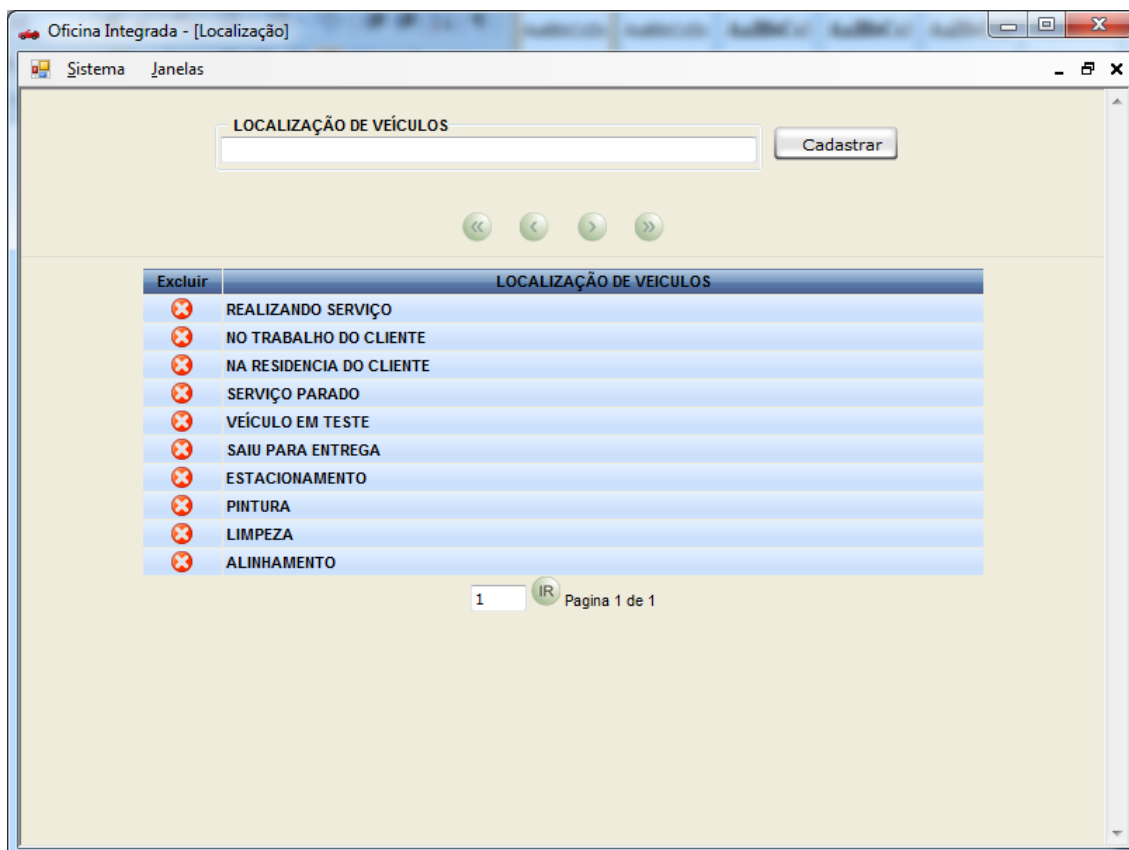 Oficina Integrada - [Localização]
Sistema Janelas
LOCALIZAÇÃO DE VEÍCULOS
Cadastrar
Excluir LOCALIZAÇÃO DE VEICULOS
REALIZANDO SERVIÇO
NO TRABALHO DO CLIENTE
NA RESIDENCIA DO CLIENTE
SERVIÇO PARADO
VEÍCULO EM TESTE
SAIU PARA ENTREGA
ESTACIONAMENTO
PINTURA
LIMPEZA
ALINHAMENTO
1 IR Pagina 1 de 1